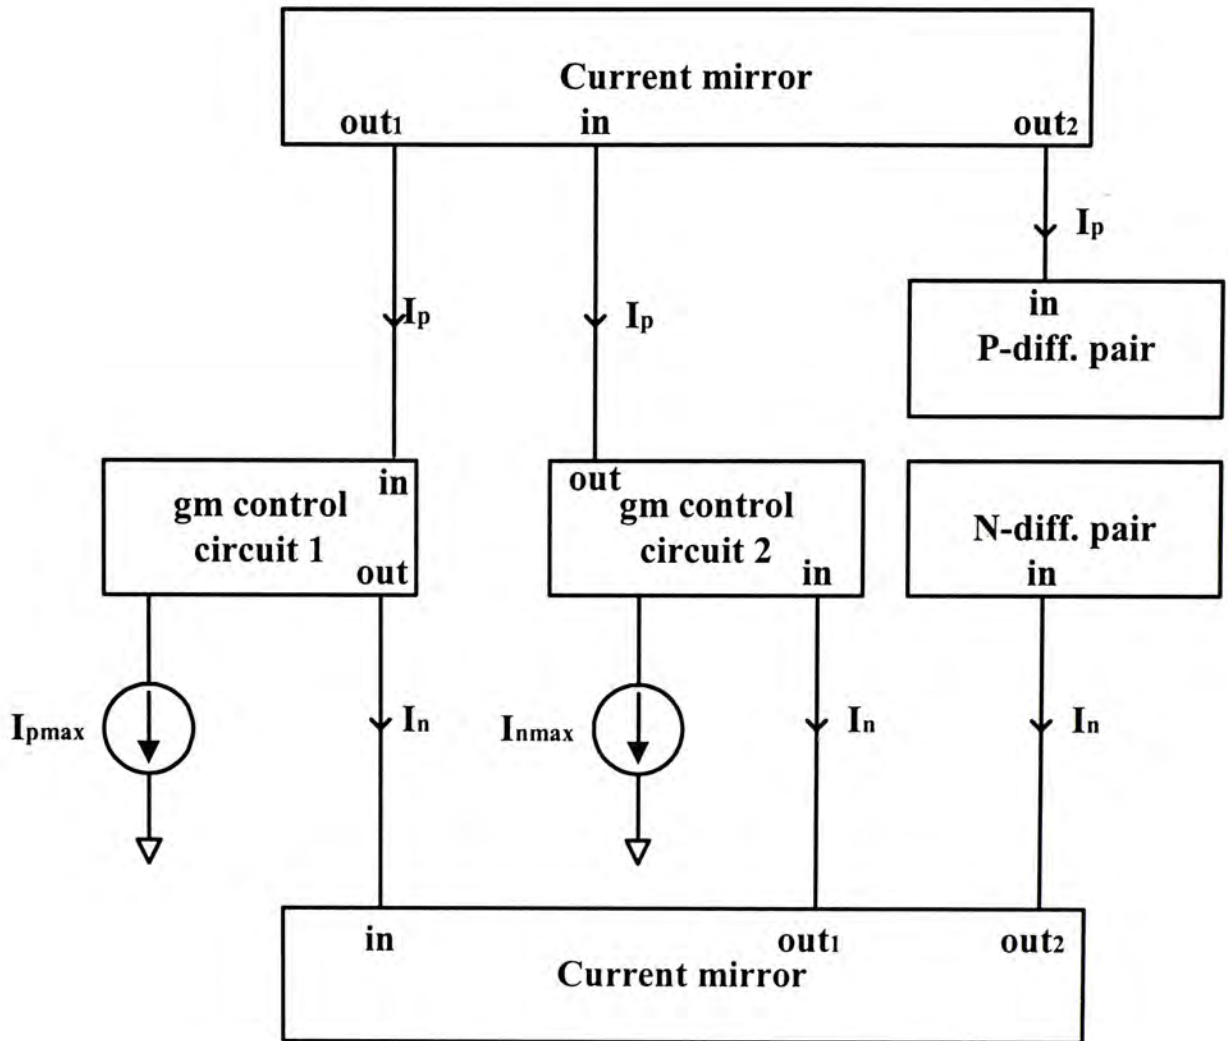 Current mirror
out1
in
out2
Ip
Ip
Ip
in
P-diff. pair
in
gm control
circuit 1
out
out
gm control
circuit 2
in
N-diff. pair
in
Ipmax
In
Inmax
In
In
in
out1
out2
Current mirror